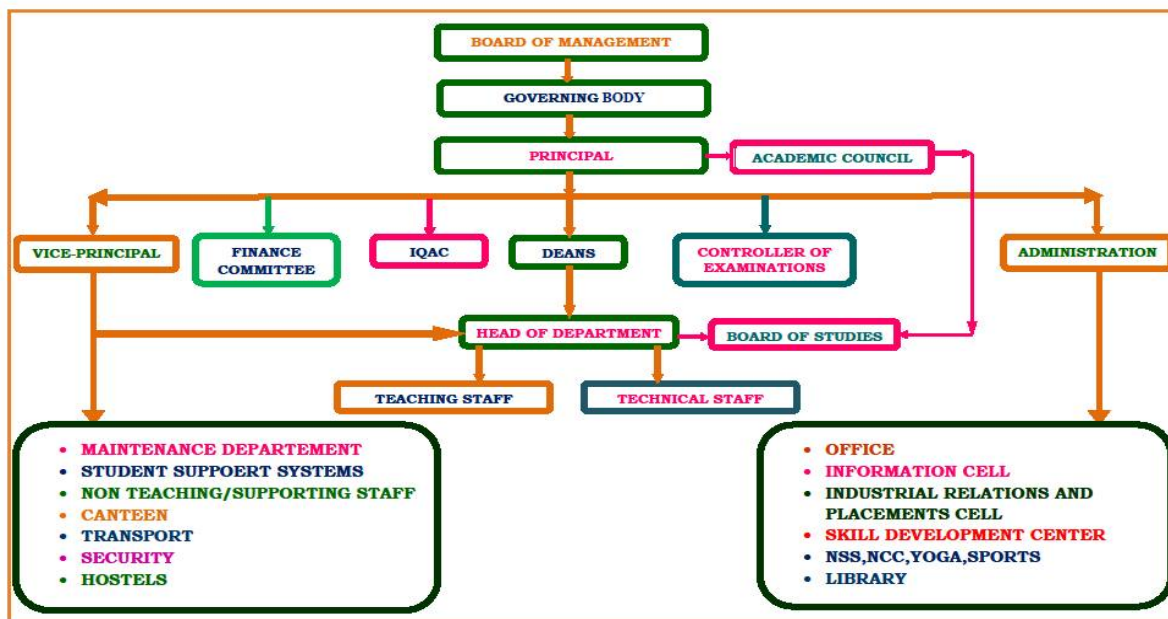 BOARD OF MANAGEMENT
GOVERNING BODY
PRINCIPAL
ACADEMIC COUNCIL
VICE-PRINCIPAL
FINANCE
COMMITTEE
IQAC
DEANS
CONTROLLER OF
EXAMINATIONS
ADMINISTRATION
HEAD OF DEPARTMENT
BOARD OF STUDIES
TEACHING STAFF
TECHNICAL STAFF
• MAINTENANCE DEPARTEMENT
• STUDENT SUPPOERT SYSTEMS
• NON TEACHING/SUPPORTING STAFF
• CANTEEN
• TRANSPORT
• SECURITY
• HOSTELS
• OFFICE
• INFORMATION CELL
• INDUSTRIAL RELATIONS AND
PLACEMENTS CELL
• SKILL DEVELOPMENT CENTER
• NSS,NCC,YOGA,SPORTS
• LIBRARY